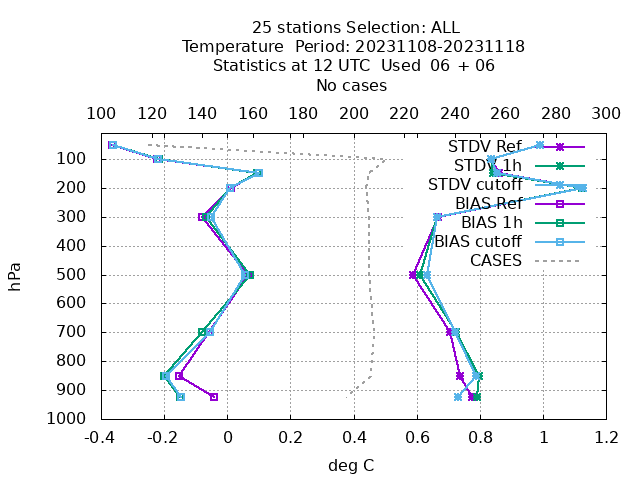 25 stations Selection: ALL
Temperature  Period: 20231108-20231118
Statistics at 12 UTC  Used  06 + 06
No cases
100 120 140 160 180 200 220 240 260 280 300
STDV Ref
100
STDV 1h
STDV cutoff
200
BIAS Ref
300
BIAS 1h
BIAS cutoff
400
CASES
500
600
700
800
900
1000
hPa
-0.4 -0.2 0 0.2 0.4 0.6 0.8 1 1.2
deg C